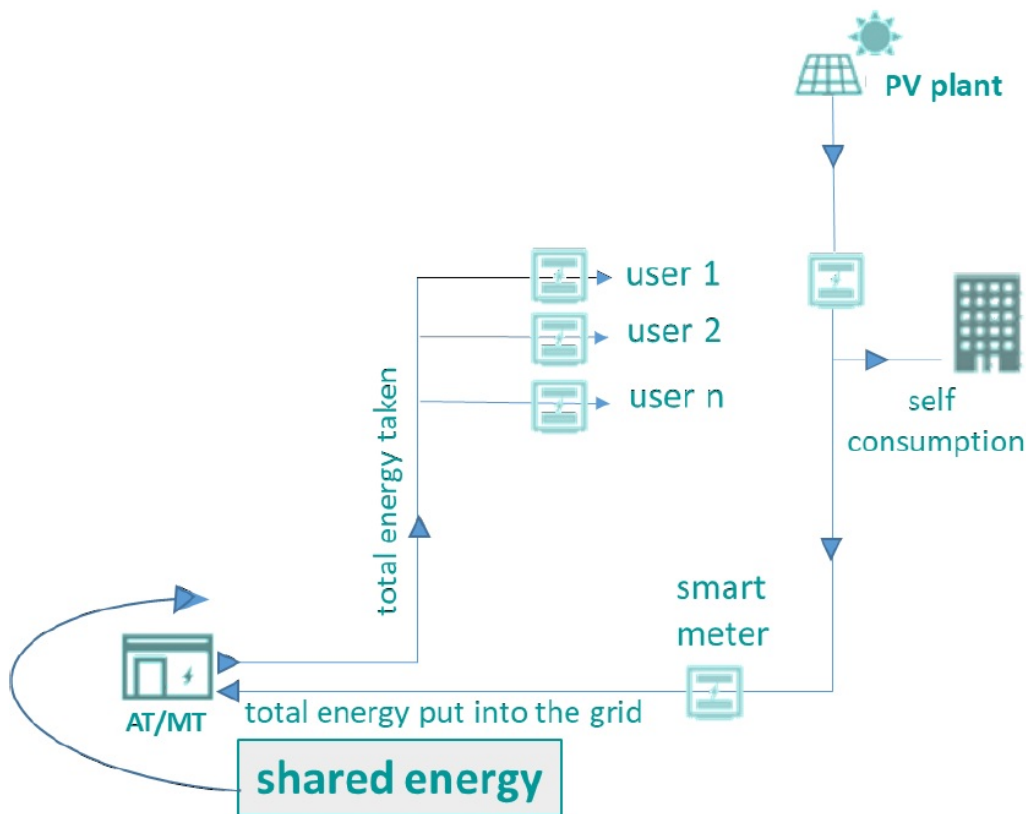 PV plant
user 1
user 2
user n
self
consumption
total energy taken
smart
meter
AT/MT
total energy put into the grid
shared energy